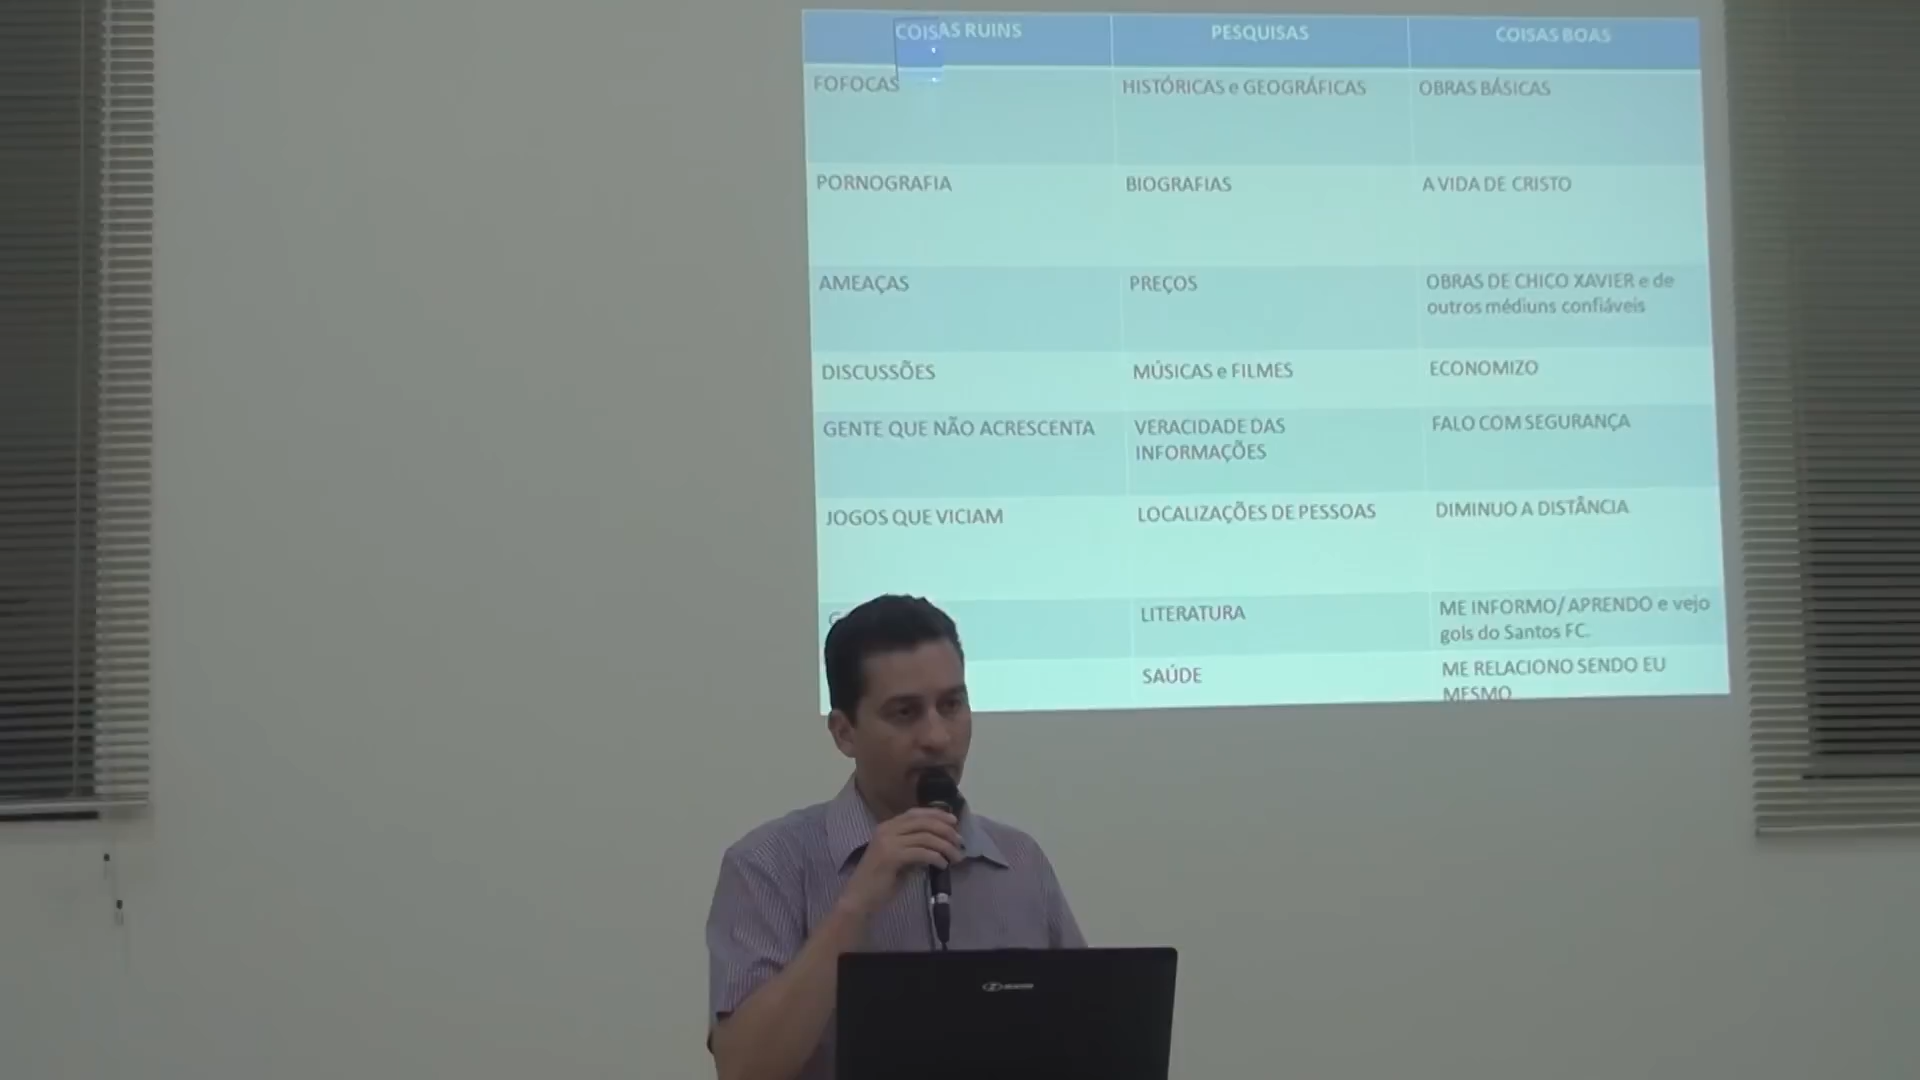 COISAS RUINS PESQUISAS COISAS BOAS
FOFOCAS HISTÓRICAS e GEOGRÁFICAS OBRAS BÁSICAS
PORNOGRAFIA BIOGRAFIAS A VIDA DE CRISTO
AMEAÇAS PREÇOS OBRAS DE CHICO XAVIER e de
outros médiuns confiáveis
DISCUSSÕES MÚSICAS e FILMES ECONOMIZO
GENTE QUE NÃO ACRESCENTA VERACIDADE DAS FALO COM SEGURANÇA
INFORMAÇÕES
JOGOS QUE VICIAM LOCALIZAÇÕES DE PESSOAS DIMINUO A DISTÂNCIA
LITERATURA ME INFORMO/ APRENDO e vejo
gols do Santos FC.
SAÚDE ME RELACIONO SENDO EU
MESMO